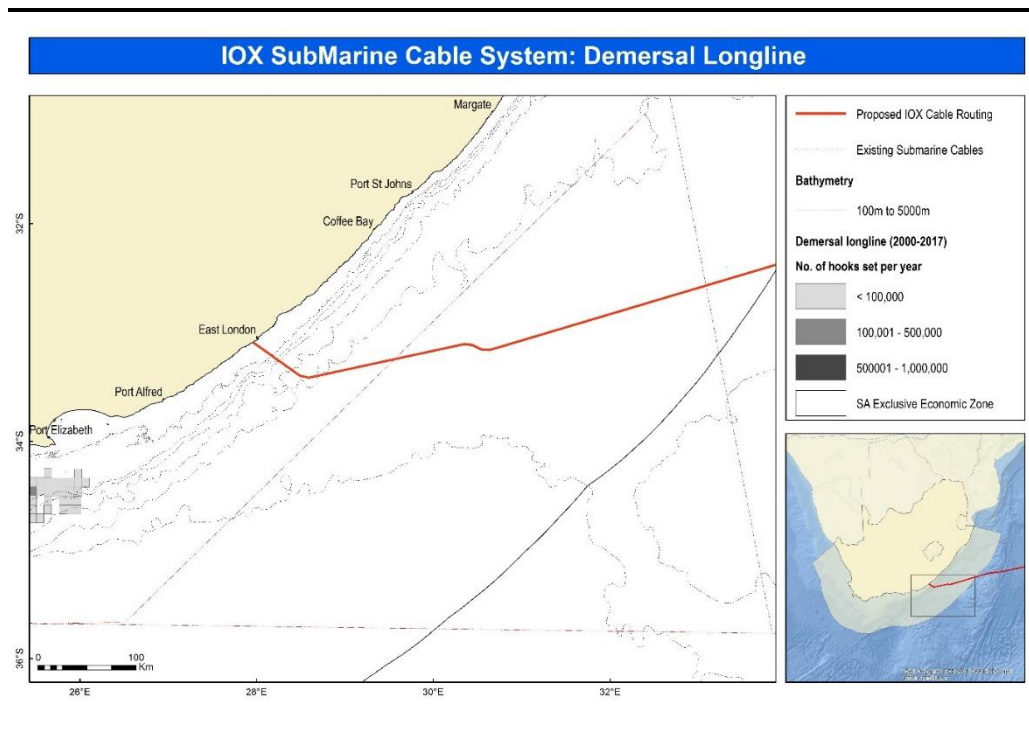 IOX SubMarine Cable System: Demersal Longline
Margate
Port St Johns
Coffee Bay
East London
Port Alfred
Port Elizabeth
32°S
34°S
36°S
0
100
Km
26°E
28°E
30°E
32°E
Proposed IOX Cable Routing
Existing Submarine Cables
Bathymetry
100m to 5000m
Demersal longline (2000-2017)
No. of hooks set per year
< 100,000
100,001 - 500,000
500001 - 1,000,000
SA Exclusive Economic Zone